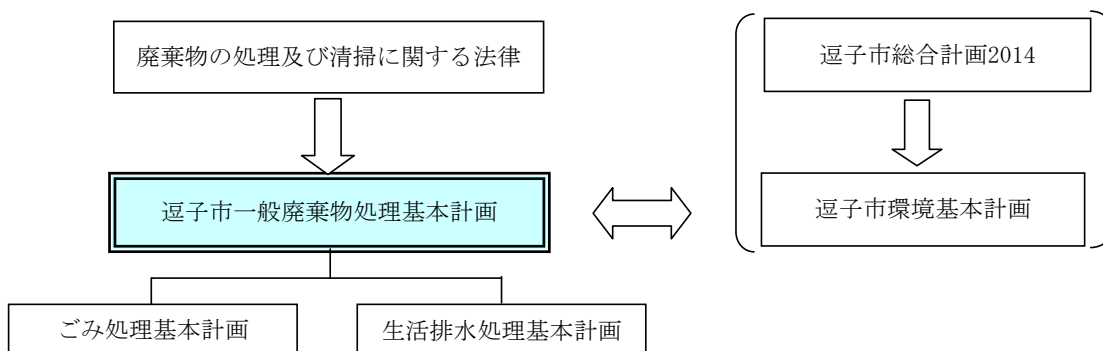 廃棄物の処理及び清掃に関する法律
逗子市総合計画2014
逗子市一般廃棄物処理基本計画
逗子市環境基本計画
ごみ処理基本計画
生活排水処理基本計画